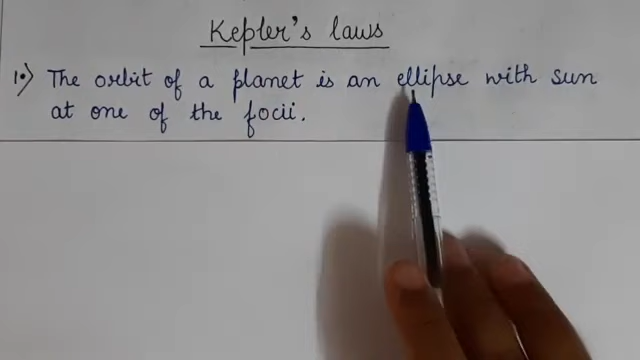 Kepler's laws
1.) The orbit of a planet is an ellipse with sun
at one of the focii.